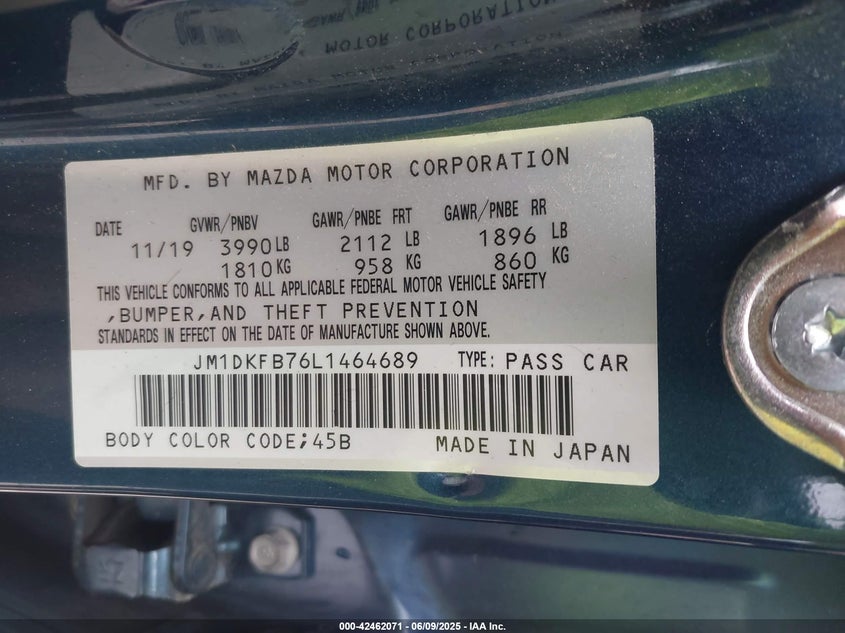 MOTOR CORPORATION
MFD. BY MAZDA MOTOR CORPORATION
DATE GVWR/PNBV GAWR/PNBE FRT GAWR/PNBE RR
11/19 3990 LB 2112 LB 1896 LB
1810 KG 958 KG 860 KG
THIS VEHICLE CONFORMS TO ALL APPLICABLE FEDERAL MOTOR VEHICLE SAFETY
,BUMPER,AND THEFT PREVENTION
STANDARDS IN EFFECT ON THE DATE OF MANUFACTURE SHOWN ABOVE.
JM1DKFB76L1464689 TYPE: PASS CAR
BODY COLOR CODE;45B MADE IN JAPAN
000-42462071 - 06/09/2025 - IAA Inc.